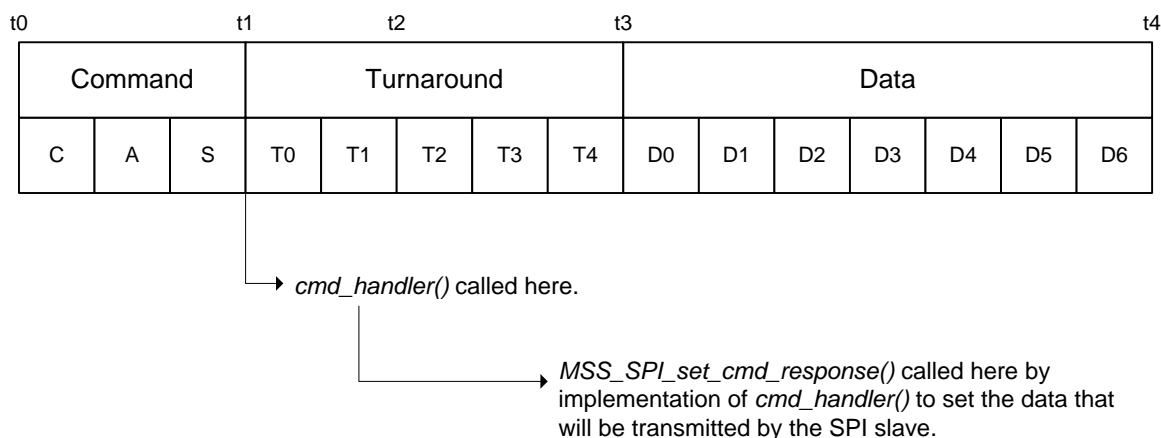 t0 t1 t2 t3 t4
Command Turnaround Data
C A S T0 T1 T2 T3 T4 D0 D1 D2 D3 D4 D5 D6
cmd_handler() called here.
MSS_SPI_set_cmd_response() called here by
implementation of cmd_handler() to set the data that
will be transmitted by the SPI slave.